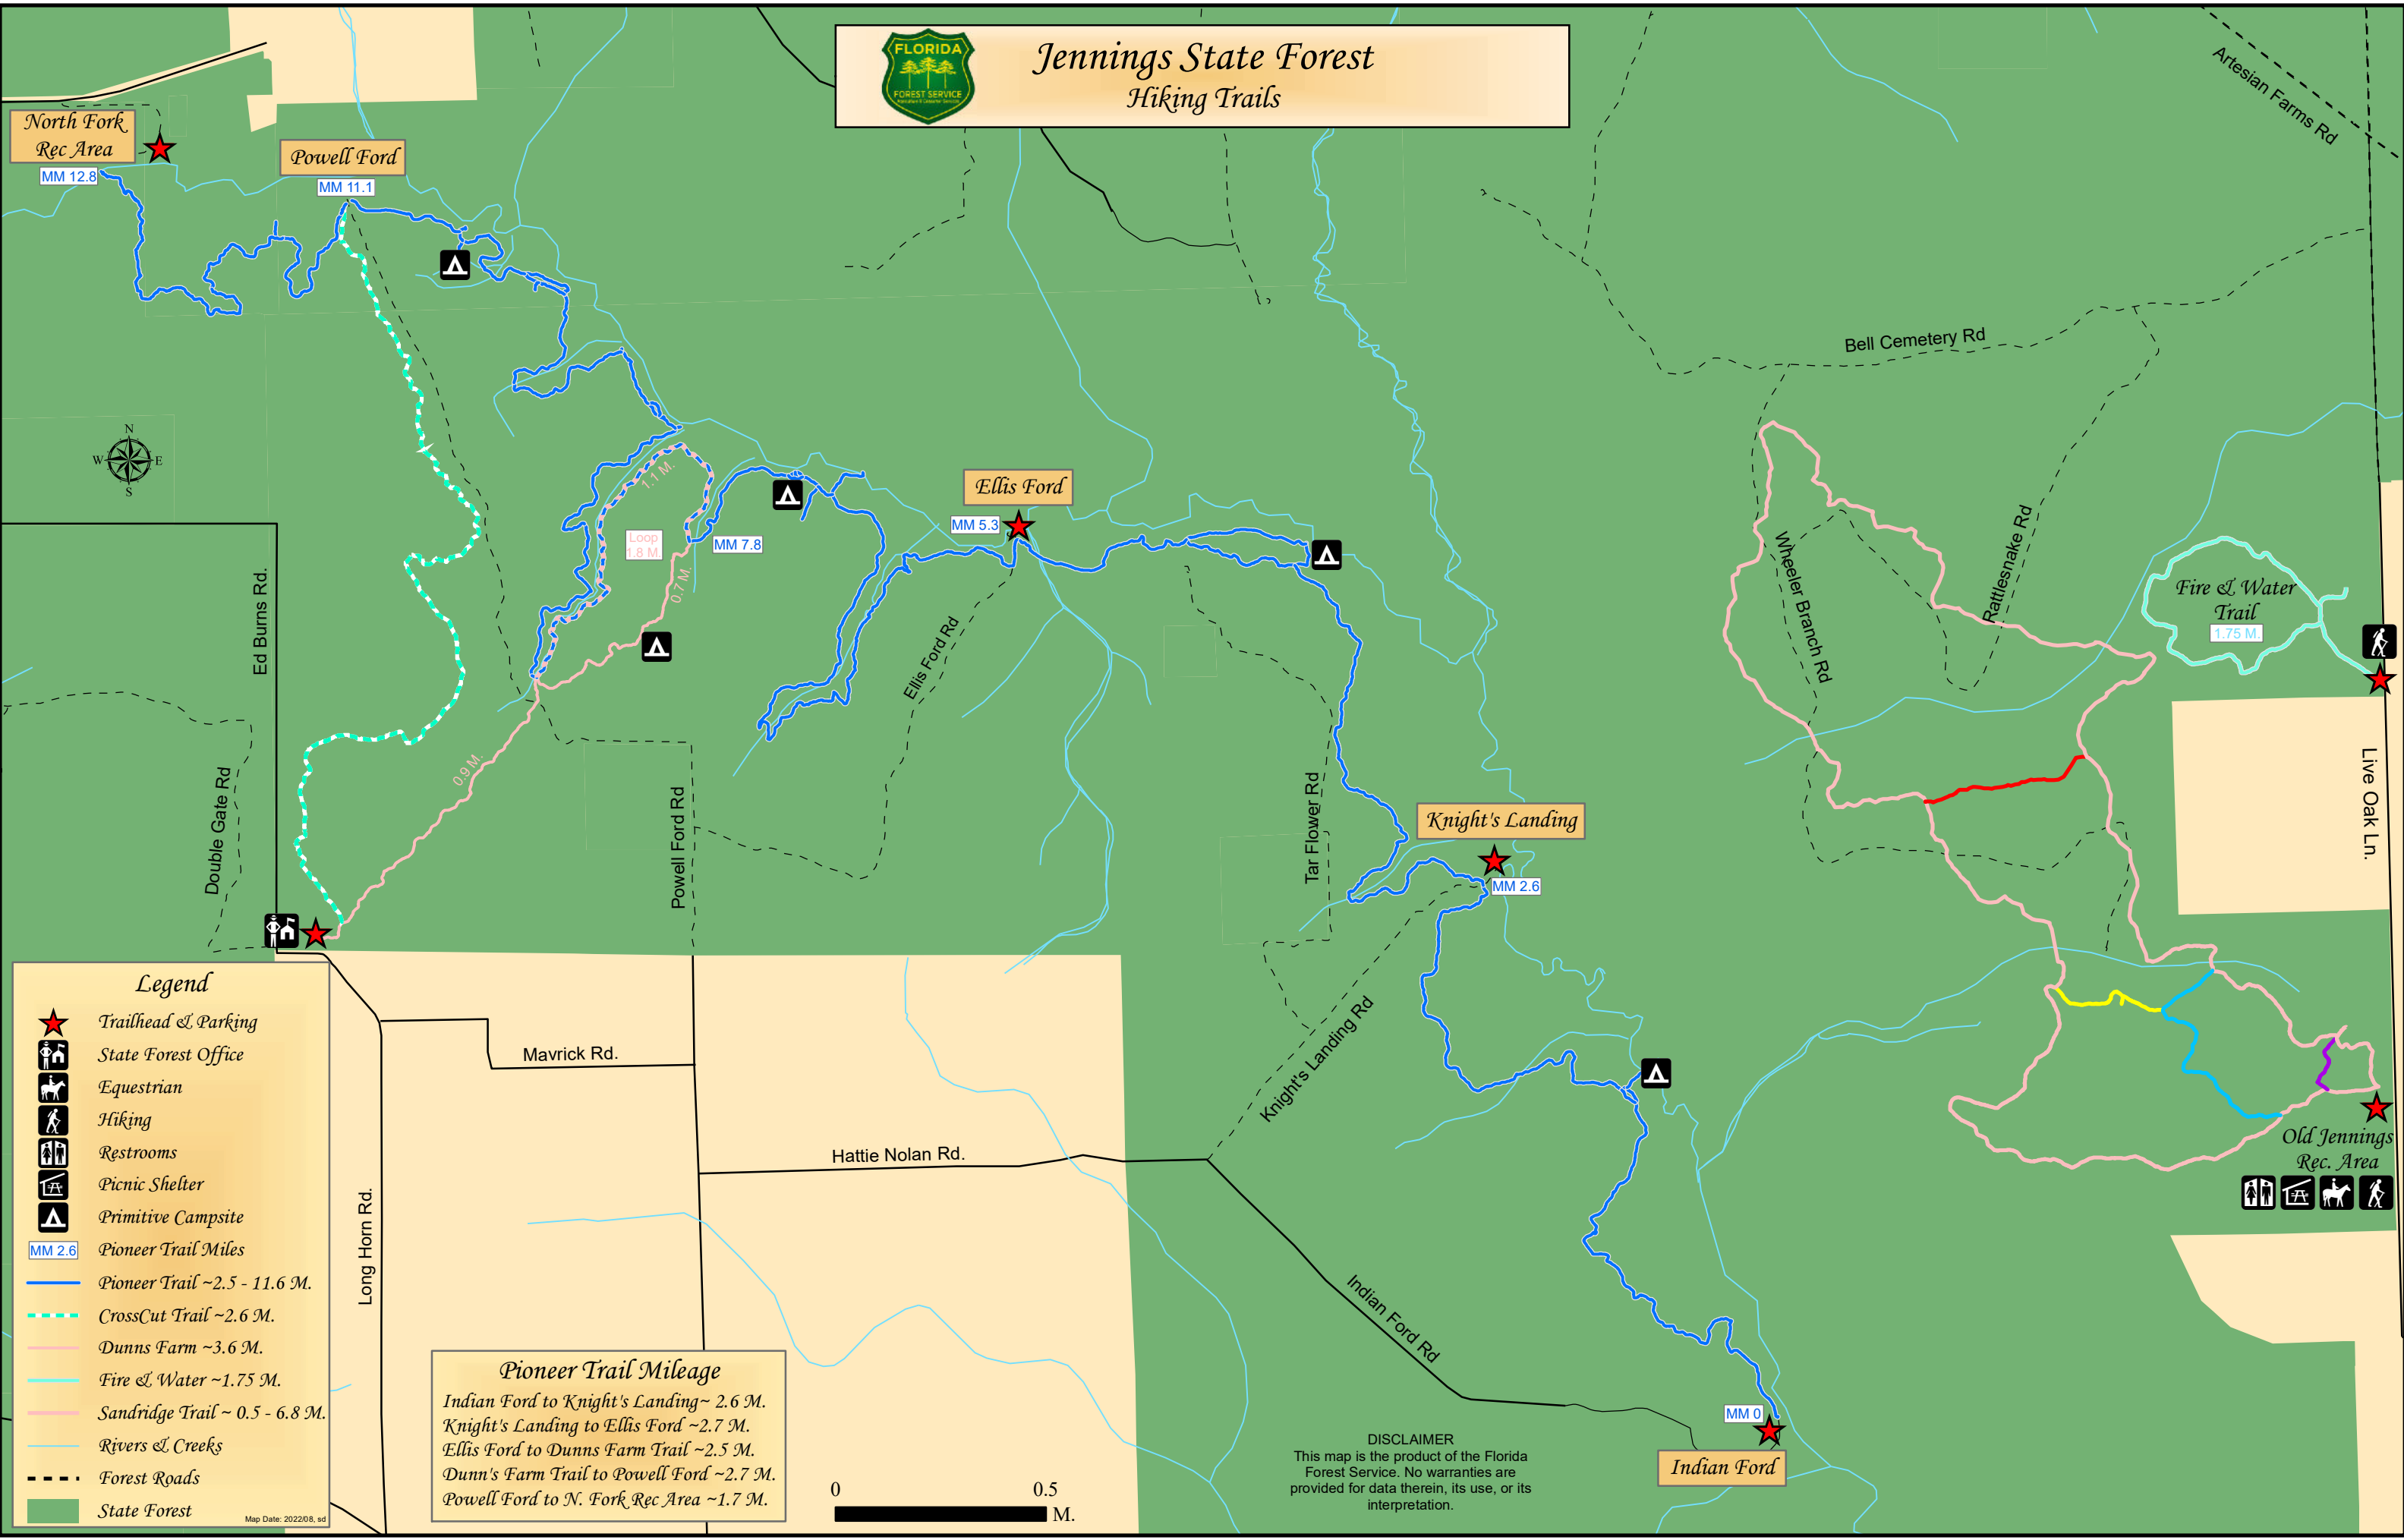 FLORIDA
FOREST SERVICE
Jennings State Forest
Hiking Trails
Artesian Farms Rd
North Fork
Rec Area
MM 12.8
Powell Ford
MM 11.1
Bell Cemetery Rd
N
W
E
S
1.1 M.
Loop
1.8 M.
0.7 M.
MM 7.8
Ellis Ford
MM 5.3
Ellis Ford Rd
Wheeler Branch Rd
Rattlesnake Rd
Fire & Water
Trail
1.75 M.
Ed Burns Rd.
Double Gate Rd
0.9 M.
Powell Ford Rd
Tar Flower Rd
Knight's Landing
MM 2.6
Knight's Landing Rd
Live Oak Ln.
Old Jennings
Rec. Area
Mavrick Rd.
Hattie Nolan Rd.
Long Horn Rd.
Indian Ford Rd
MM 0
Indian Ford
Legend
Trailhead & Parking
State Forest Office
Equestrian
Hiking
Restrooms
Picnic Shelter
Primitive Campsite
MM 2.6
Pioneer Trail Miles
Pioneer Trail ~2.5 - 11.6 M.
CrossCut Trail ~2.6 M.
Dunns Farm ~3.6 M.
Fire & Water ~1.75 M.
Sandridge Trail ~ 0.5 - 6.8 M.
Rivers & Creeks
Forest Roads
State Forest
Map Date: 2022/08, sd
Pioneer Trail Mileage
Indian Ford to Knight's Landing~ 2.6 M.
Knight's Landing to Ellis Ford ~2.7 M.
Ellis Ford to Dunns Farm Trail ~2.5 M.
Dunn's Farm Trail to Powell Ford ~2.7 M.
Powell Ford to N. Fork Rec Area ~1.7 M.
0
0.5
M.
DISCLAIMER
This map is the product of the Florida
Forest Service. No warranties are
provided for data therein, its use, or its
interpretation.